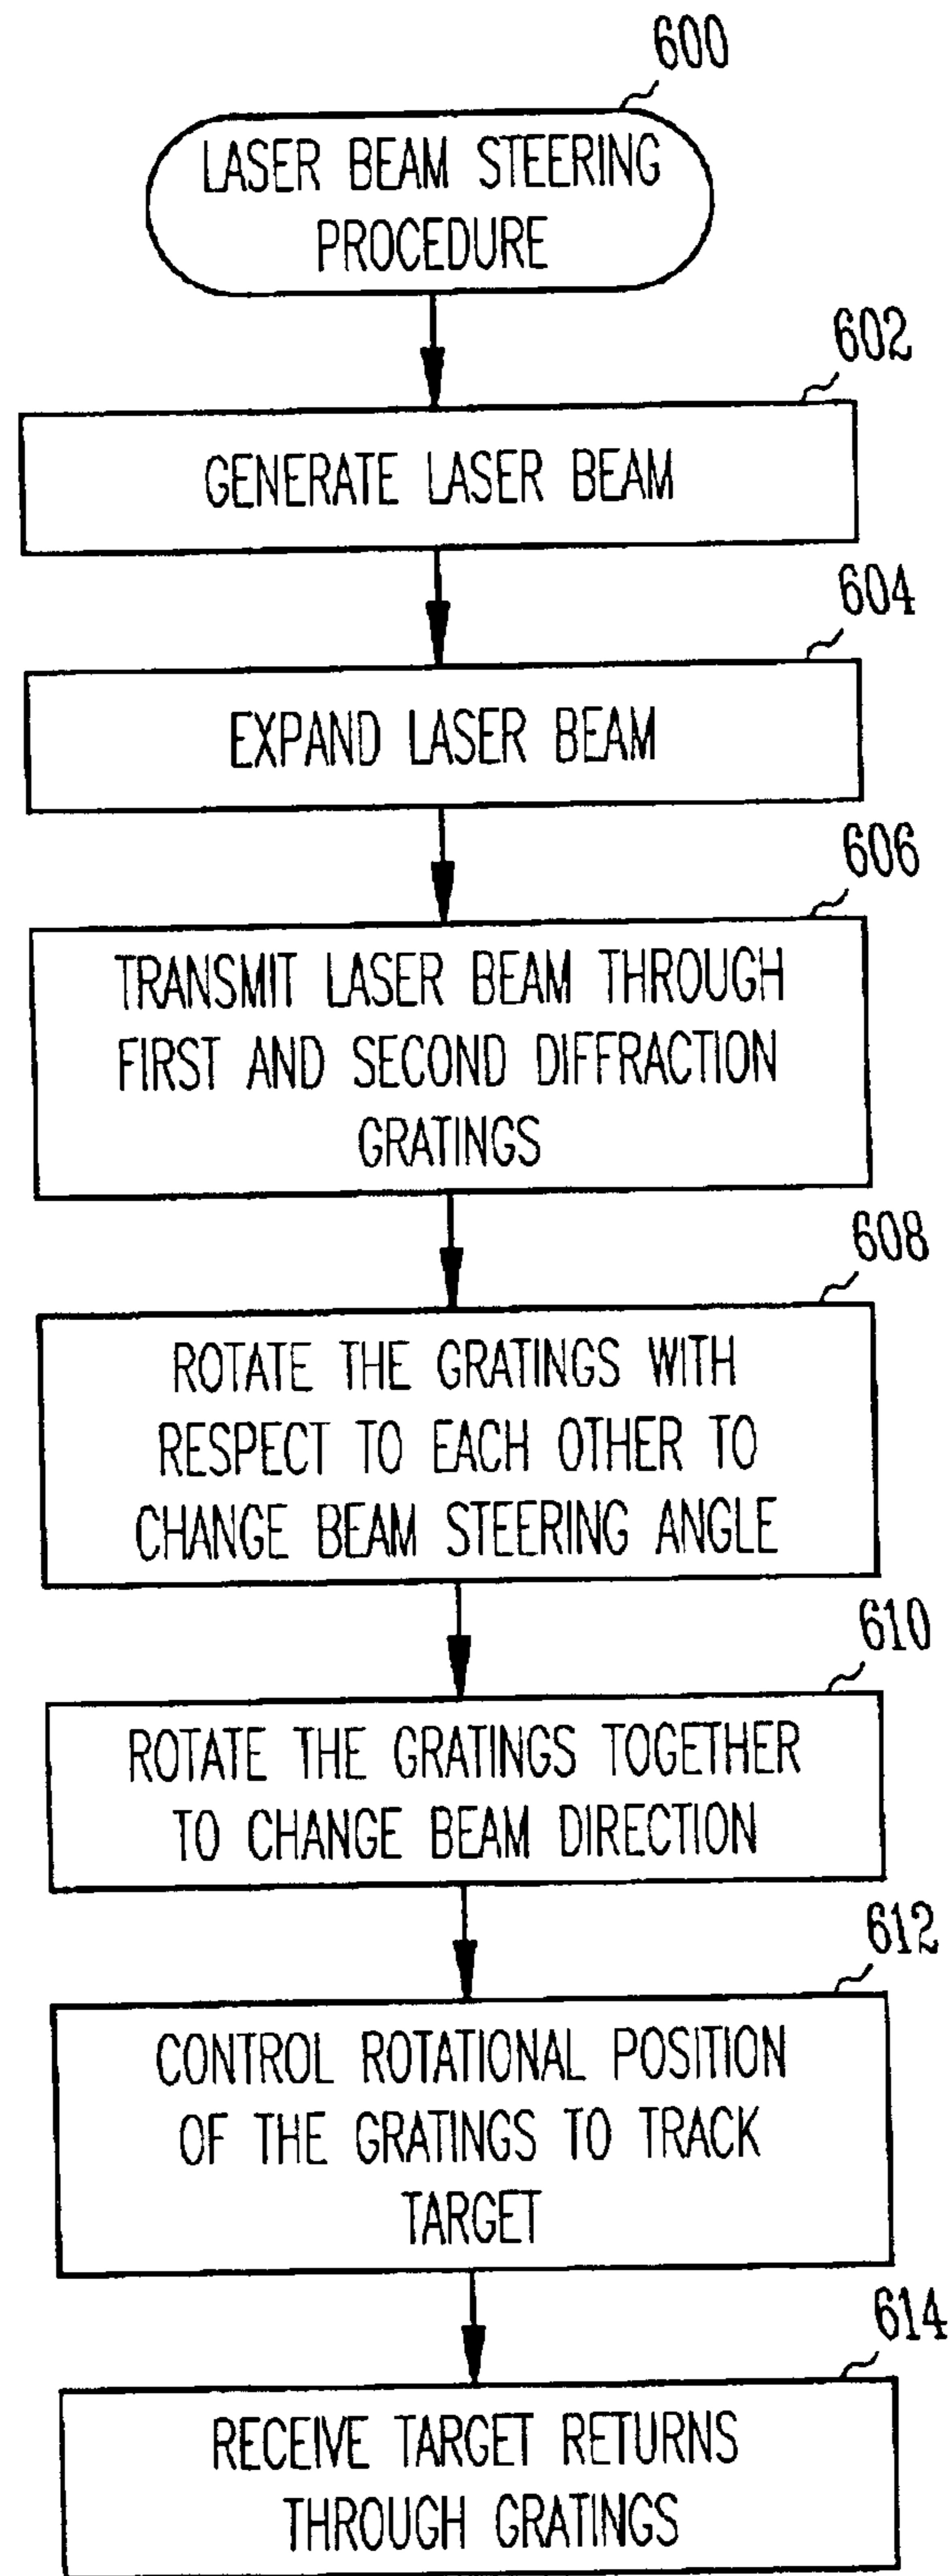 600
LASER BEAM STEERING
PROCEDURE
602
GENERATE LASER BEAM
604
EXPAND LASER BEAM
606
TRANSMIT LASER BEAM THROUGH
FIRST AND SECOND DIFFRACTION
GRATINGS
608
ROTATE THE GRATINGS WITH
RESPECT TO EACH OTHER TO
CHANGE BEAM STEERING ANGLE
610
ROTATE THE GRATINGS TOGETHER
TO CHANGE BEAM DIRECTION
612
CONTROL ROTATIONAL POSITION
OF THE GRATINGS TO TRACK
TARGET
614
RECEIVE TARGET RETURNS
THROUGH GRATINGS